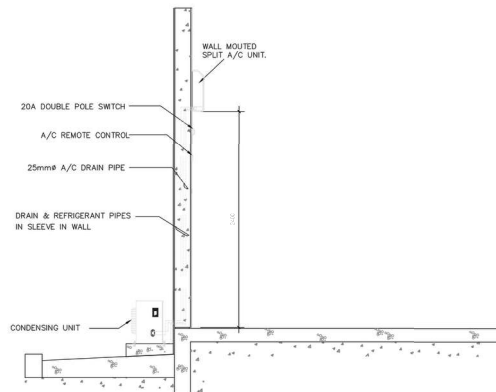 WALL MOUTED
SPLIT A/C UNIT.
20A DOUBLE POLE SWITCH
A/C REMOTE CONTROL
25mmø A/C DRAIN PIPE
DRAIN & REFRIGERANT PIPES
IN SLEEVE IN WALL
CONDENSING UNIT